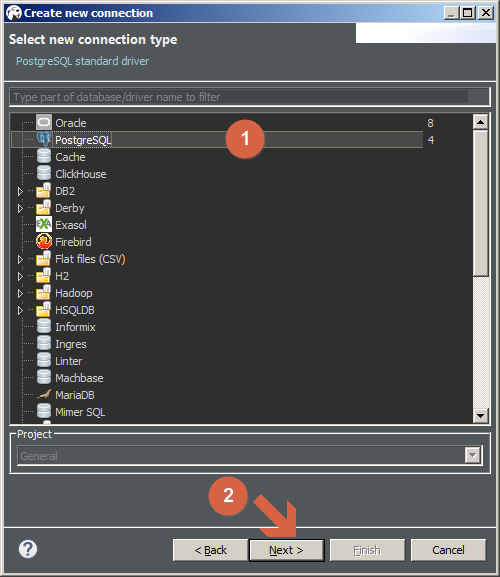 Create new connection
Select new connection type
PostgreSQL standard driver
Type part of database/driver name to filter
Oracle 8
PostgreSQL 1 4
Cache
ClickHouse
DB2
Derby
EXA Exasol
Firebird
Flat files (CSV)
H2
Hadoop
HSQLDB
Informix
Ingres
Linter
Machbase
MariaDB
Mimer SQL
Project
General
2
? < Back Next > Finish Cancel